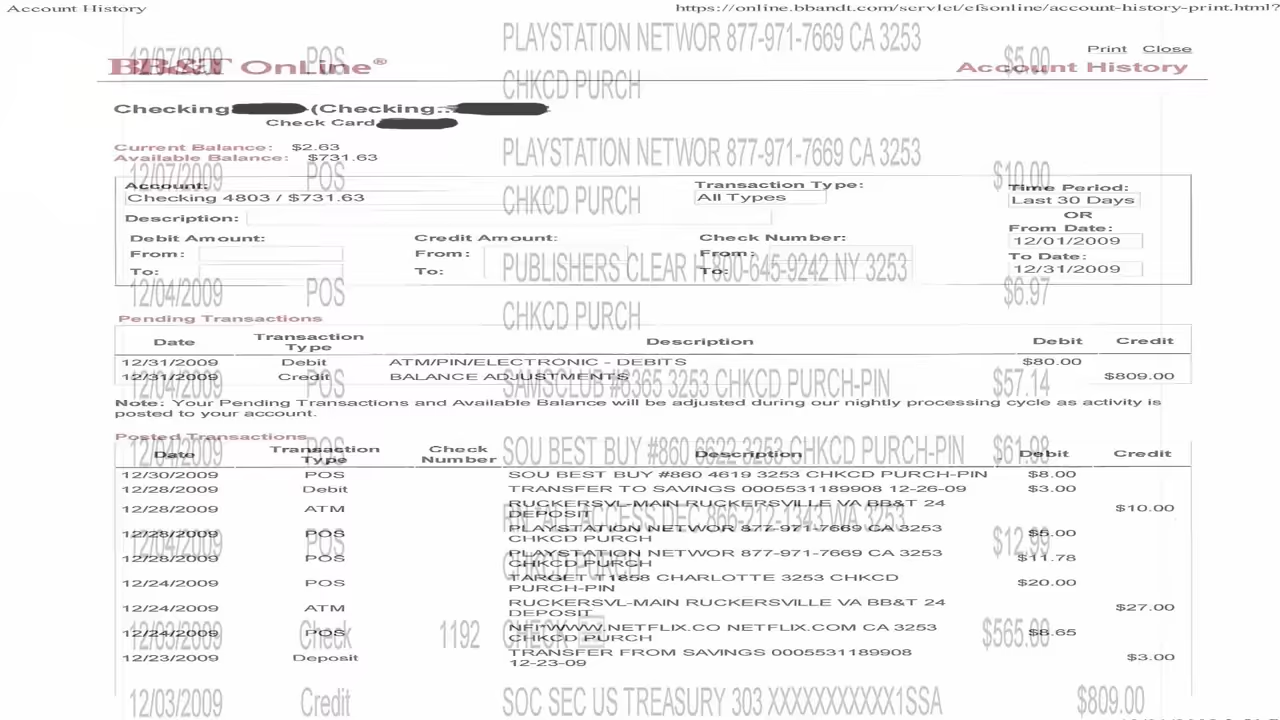 Account History
https://online.bbandt.com/servlet/efsonline/account-history-print.html?
Print Close
BB&T OnLine®
Account History
Checking (Checking...
Check Card
Current Balance: $2.63
Available Balance: $731.63
Account: Transaction Type: Time Period:
Checking 4803 / $731.63 All Types Last 30 Days
OR
Description: From Date:
Debit Amount: Credit Amount: Check Number: 12/01/2009
From: From: From: To Date:
To: To: To: 12/31/2009
Pending Transactions
Date Transaction Type Description Debit Credit
12/31/2009 Debit ATM/PIN/ELECTRONIC - DEBITS $80.00
12/31/2009 Credit BALANCE ADJUSTMENTS $809.00
Note: Your Pending Transactions and Available Balance will be adjusted during our nightly processing cycle as activity is
posted to your account.
Posted Transactions
Date Transaction Type Check Number Description Debit Credit
12/30/2009 POS SOU BEST BUY #860 4619 3253 CHKCD PURCH-PIN $8.00
12/28/2009 Debit TRANSFER TO SAVINGS 0005531189908 12-26-09 $3.00
12/28/2009 ATM RUCKERSVL-MAIN RUCKERSVILLE VA BB&T 24 $10.00
DEPOSIT
12/28/2009 POS PLAYSTATION NETWOR 877-971-7669 CA 3253 $5.00
CHKCD PURCH
12/28/2009 POS PLAYSTATION NETWOR 877-971-7669 CA 3253 $11.78
CHKCD PURCH
12/24/2009 POS TARGET T1858 CHARLOTTE 3253 CHKCD $20.00
PURCH-PIN
12/24/2009 ATM RUCKERSVL-MAIN RUCKERSVILLE VA BB&T 24 $27.00
DEPOSIT
12/24/2009 POS NFI*WWW.NETFLIX.CO NETFLIX.COM CA 3253 $8.65
CHKCD PURCH
12/23/2009 Deposit TRANSFER FROM SAVINGS 0005531189908 $3.00
12-23-09
12/07/2009 POS PLAYSTATION NETWOR 877-971-7669 CA 3253 $5.00
CHKCD PURCH
12/07/2009 POS PLAYSTATION NETWOR 877-971-7669 CA 3253 $10.00
CHKCD PURCH
12/04/2009 POS PUBLISHERS CLEAR H 800-645-9242 NY 3253 $6.97
CHKCD PURCH
12/04/2009 POS SAMSCLUB #6365 3253 CHKCD PURCH-PIN $57.14
12/04/2009 POS SOU BEST BUY #860 6622 3253 CHKCD PURCH-PIN $61.98
12/04/2009 POS ACCESS DEC 866-212-1343 WA 3253 $12.99
CHKCD PURCH
12/03/2009 Check 1192 CHECK $565.00
12/03/2009 Credit SOC SEC US TREASURY 303 XXXXXXXXXXX1SSA $809.00